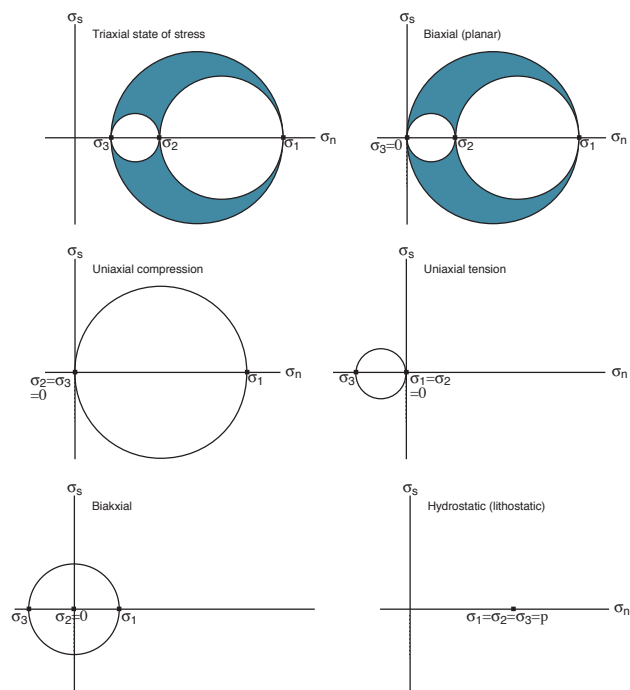 σs
Triaxial state of stress
σ3
σ2
σ1
σn
σs
Biaxial (planar)
σ3=0
σ2
σ1
σn
σs
Uniaxial compression
σ2=σ3
=0
σ1
σn
σs
Uniaxial tension
σ3
σ1=σ2
=0
σn
σs
Biakxial
σ3
σ2=0
σ1
σs
Hydrostatic (lithostatic)
σ1=σ2=σ3=p
σn